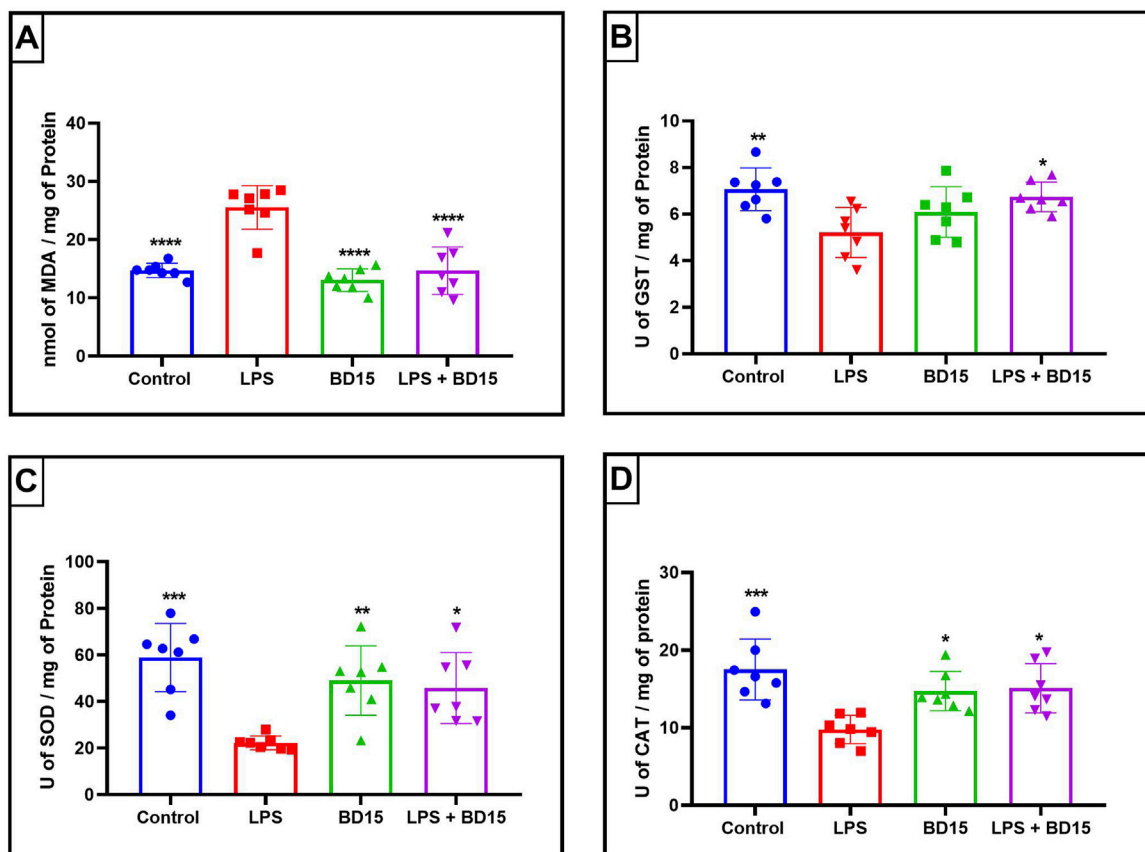 A
nmol of MDA / mg of Protein
40
30
20
10
0
****
****
****
Control LPS BD15 LPS + BD15
B
U of GST / mg of Protein
10
8
6
4
2
0
**
*
Control LPS BD15 LPS + BD15
C
U of SOD / mg of Protein
100
80
60
40
20
0
***
**
*
Control LPS BD15 LPS + BD15
D
U of CAT / mg of protein
30
20
10
0
***
*
*
Control LPS BD15 LPS + BD15